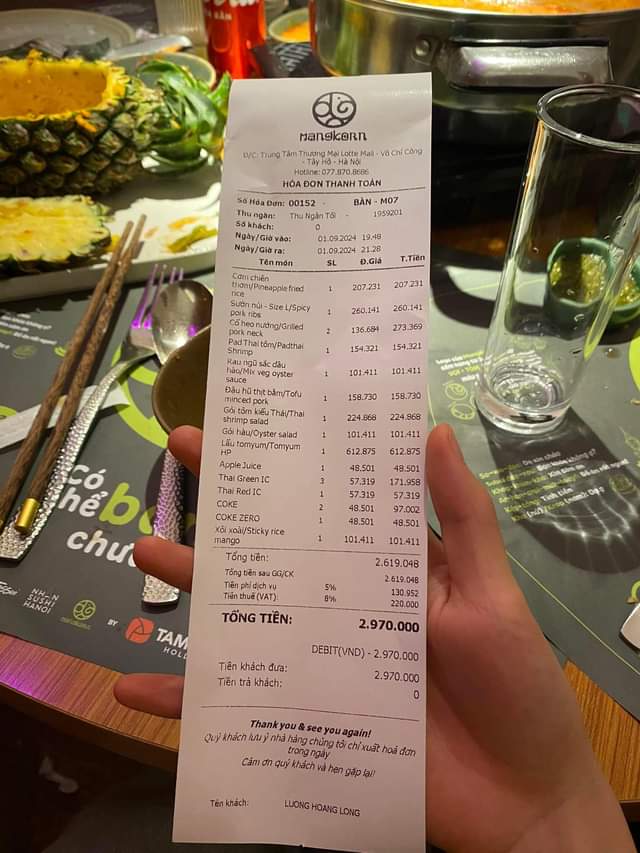 MANGKORN
Đ/C: Trung Tâm Thương Mại Lotte Mall - Võ Chí Công
- Tây Hồ - Hà Nội
Hotline: 077.870.8686
HÓA ĐƠN THANH TOÁN
Số Hóa Đơn: 00152 - BÀN - M07
Thu ngân: Thu Ngân Tối - 1959201
Số khách: 0
Ngày/Giờ vào: 01.09.2024 19.48
Ngày/Giờ ra: 01.09.2024 21.28
Tên món SL Đ.Giá T.Tiền
Cơm chiên
thơm/Pineapple fried
rice 1 207.231 207.231
Sườn núi - Size L/Spicy
pork ribs 1 260.141 260.141
Cổ heo nướng/Grilled
pork neck 2 136.684 273.369
Pad Thai tôm/Padthai
Shrimp 1 154.321 154.321
Rau ngũ sắc dầu
hào/Mix veg oyster
sauce 1 101.411 101.411
Đậu hũ thịt bằm/Tofu
minced pork 1 158.730 158.730
Gỏi tôm kiểu Thái/Thai
shrimp salad 1 224.868 224.868
Gỏi hàu/Oyster salad 1 101.411 101.411
Lẩu tomyum/Tomyum
HP 1 612.875 612.875
Apple Juice 1 48.501 48.501
Thai Green IC 3 57.319 171.958
Thai Red IC 1 57.319 57.319
COKE 2 48.501 97.002
COKE ZERO 1 48.501 48.501
Xôi xoài/Sticky rice
mango 1 101.411 101.411
Tổng tiền: 2.619.048
Tổng tiền sau GG/CK 2.619.048
Tiền phí dịch vụ 5% 130.952
Tiền thuế (VAT): 8% 220.000
TỔNG TIỀN: 2.970.000
DEBIT(VND) - 2.970.000
Tiền khách đưa: 2.970.000
Tiền trả khách: 0
Thank you & see you again!
Quý khách lưu ý nhà hàng chúng tôi chỉ xuất hoá đơn
trong ngày
Cảm ơn quý khách và hẹn gặp lại!
Tên khách: LUONG HOANG LONG
CÓ
thể
chưa
NHÀN
SUSHI
HANOI
BY
TAM
HOLD